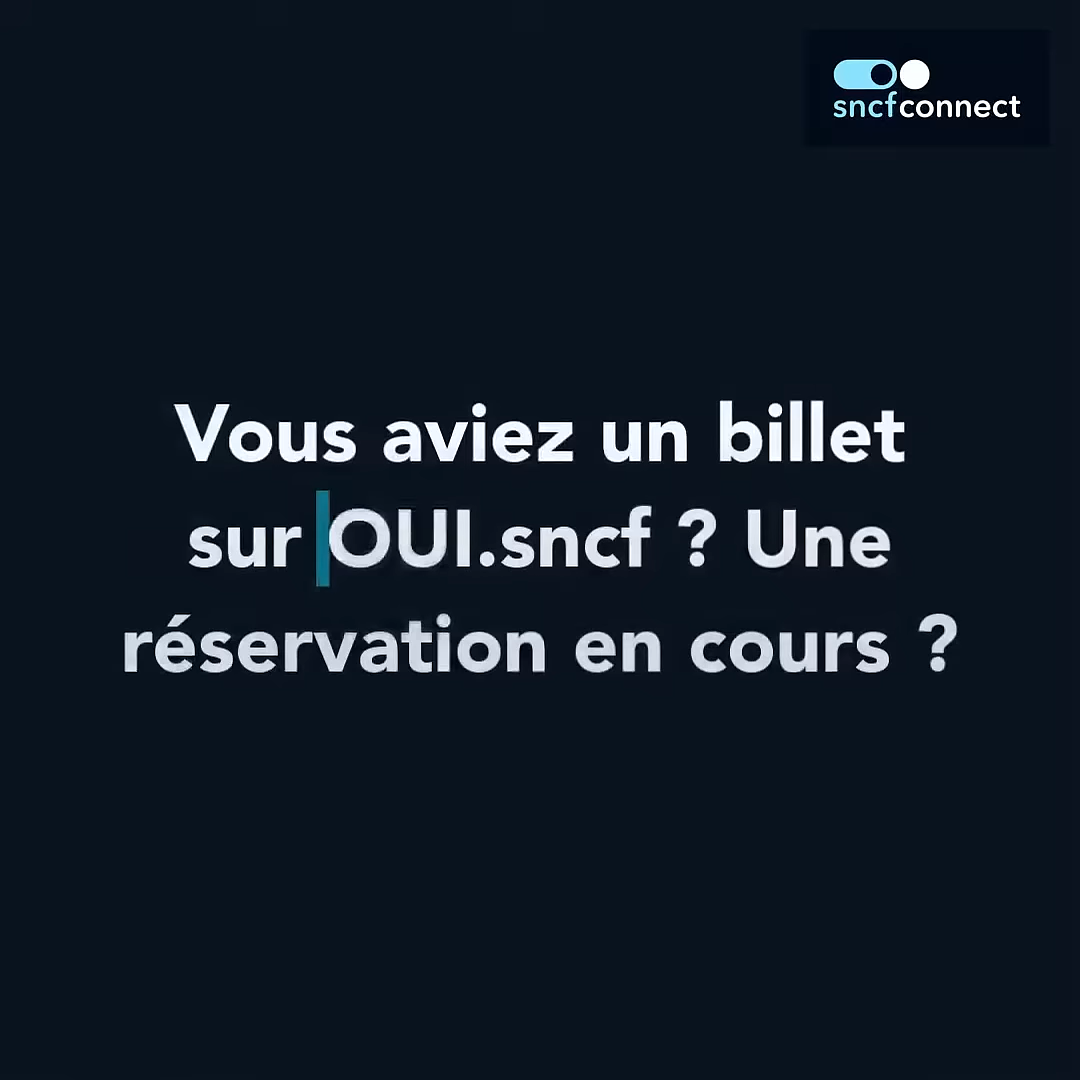 sncfconnect
Vous aviez un billet
sur OUI.sncf ? Une
réservation en cours ?